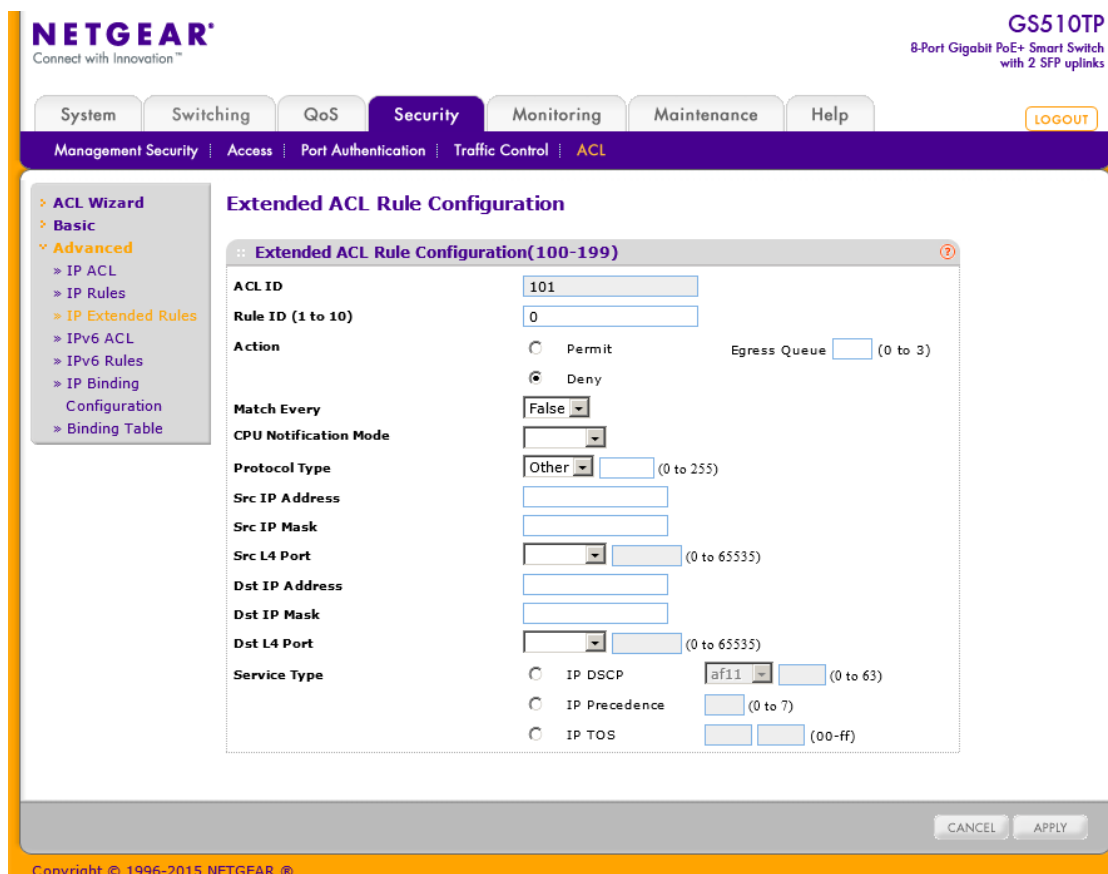 NETGEAR®
Connect with Innovation™
GS510TP
8-Port Gigabit PoE+ Smart Switch
with 2 SFP uplinks
System Switching QoS Security Monitoring Maintenance Help LOGOUT
Management Security Access Port Authentication Traffic Control ACL
ACL Wizard
Basic
Advanced
» IP ACL
» IP Rules
» IP Extended Rules
» IPv6 ACL
» IPv6 Rules
» IP Binding
Configuration
» Binding Table
Extended ACL Rule Configuration
Extended ACL Rule Configuration(100-199) ?
ACL ID 101
Rule ID (1 to 10) 0
Action Permit Egress Queue (0 to 3)
Deny
Match Every False
CPU Notification Mode
Protocol Type Other (0 to 255)
Src IP Address
Src IP Mask
Src L4 Port (0 to 65535)
Dst IP Address
Dst IP Mask
Dst L4 Port (0 to 65535)
Service Type IP DSCP af11 (0 to 63)
IP Precedence (0 to 7)
IP TOS (00-ff)
CANCEL APPLY
Copyright © 1996-2015 NETGEAR ®